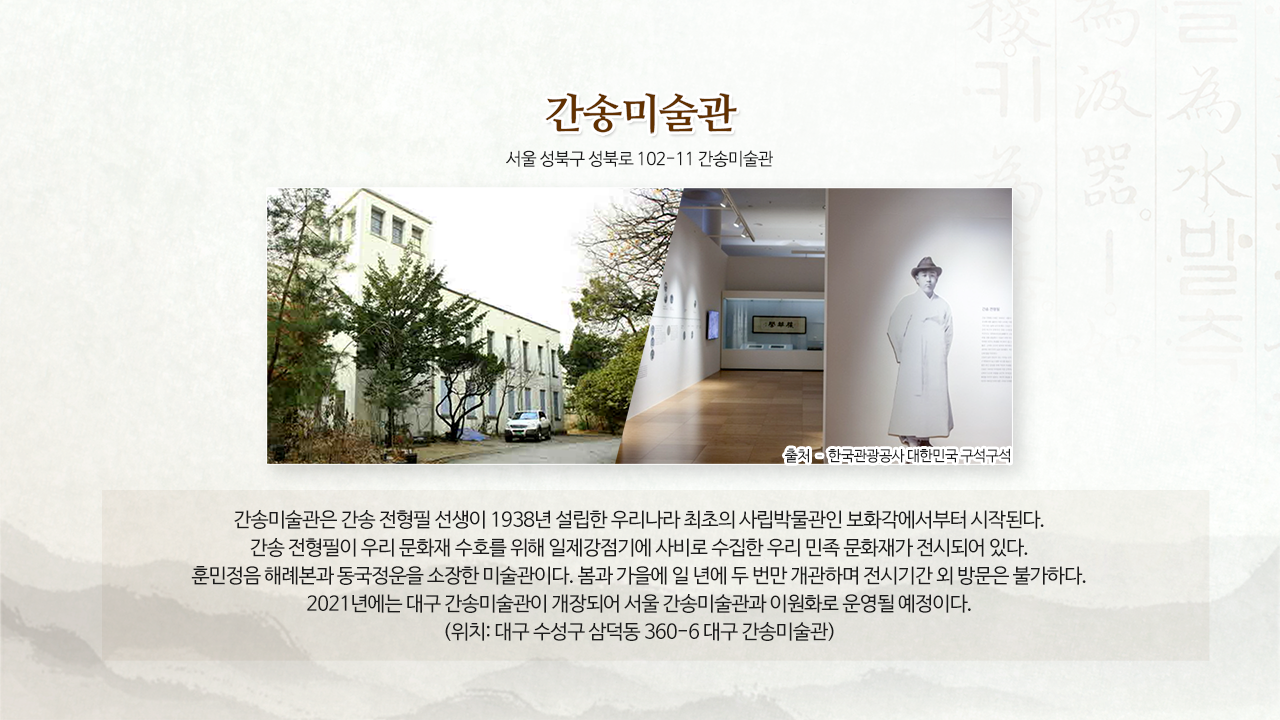 간송미술관
서울 성북구 성북로 102-11 간송미술관
출처 - 한국관광공사 대한민국 구석구석
간송미술관은 간송 전형필 선생이 1938년 설립한 우리나라 최초의 사립박물관인 보화각에서부터 시작된다.
간송 전형필이 우리 문화재 수호를 위해 일제강점기에 사비로 수집한 우리 민족 문화재가 전시되어 있다.
훈민정음 해례본과 동국정운을 소장한 미술관이다. 봄과 가을에 일 년에 두 번만 개관하며 전시기간 외 방문은 불가하다.
2021년에는 대구 간송미술관이 개장되어 서울 간송미술관과 이원화로 운영될 예정이다.
(위치: 대구 수성구 삼덕동 360-6 대구 간송미술관)